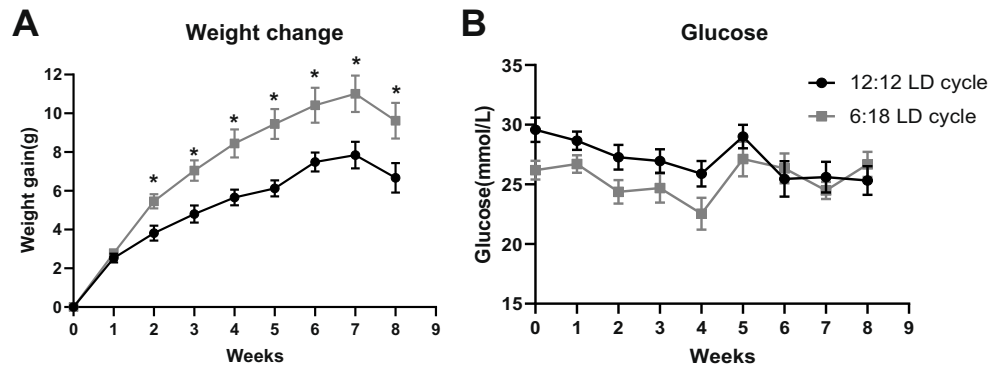 A
Weight change
Weight gain(g)
12
10
8
6
4
2
0
* * * * * * *
0 1 2 3 4 5 6 7 8 9
Weeks
B
Glucose
Glucose(mmol/L)
35
30
25
20
15
0 1 2 3 4 5 6 7 8 9
Weeks
12:12 LD cycle
6:18 LD cycle